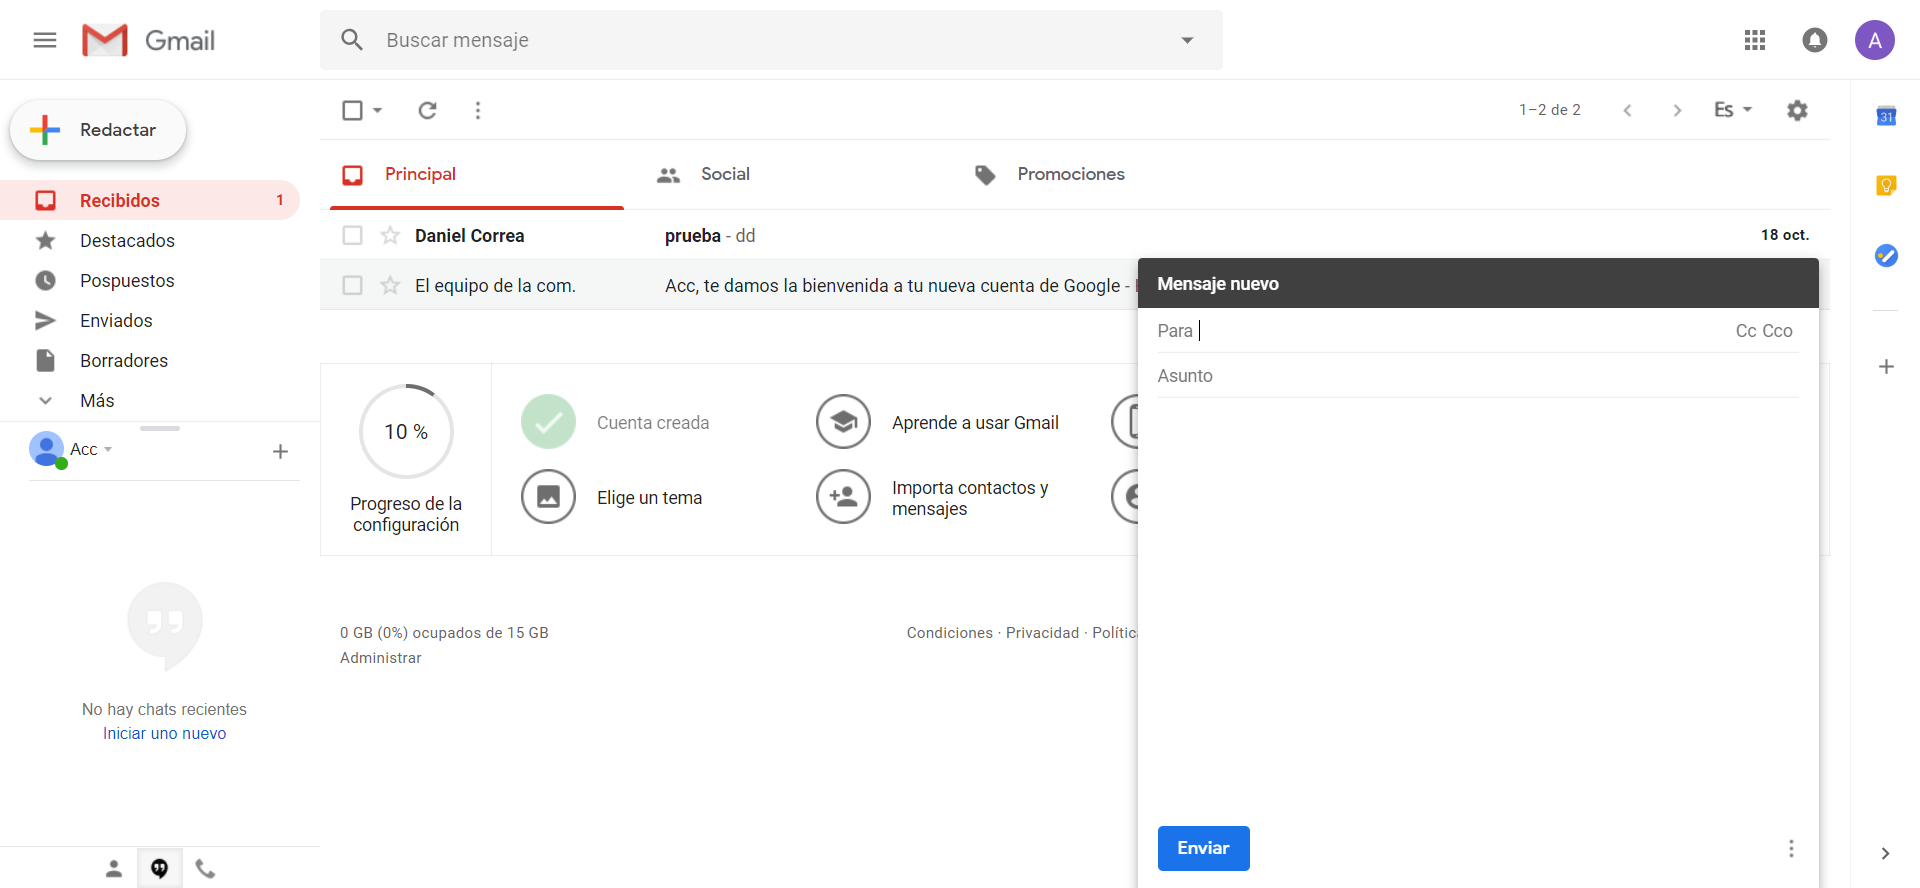 Gmail
Buscar mensaje
A
Redactar
1–2 de 2
Es
31
Principal
Social
Promociones
Recibidos 1
Destacados
Pospuestos
Enviados
Borradores
Más
Daniel Correa prueba - dd 18 oct.
El equipo de la com. Acc, te damos la bienvenida a tu nueva cuenta de Google -
Mensaje nuevo
Para
Cc Cco
Asunto
Enviar
10 %
Progreso de la
configuración
Cuenta creada
Aprende a usar Gmail
Elige un tema
Importa contactos y
mensajes
Acc
0 GB (0%) ocupados de 15 GB
Administrar
Condiciones · Privacidad ·
No hay chats recientes
Iniciar uno nuevo